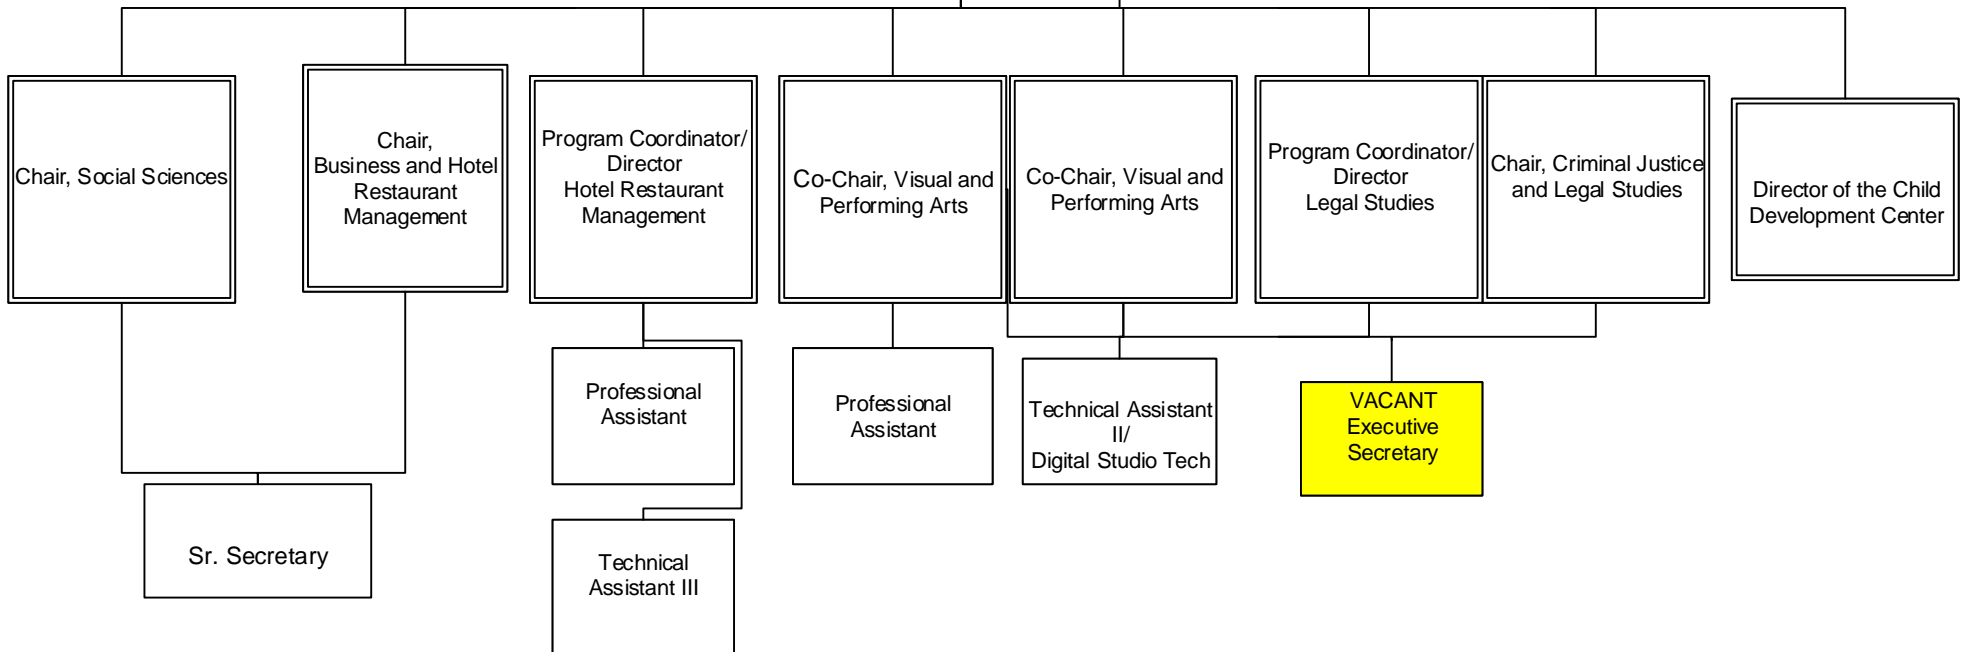 Chair, Social Sciences
Chair,
Business and Hotel
Restaurant
Management
Program Coordinator/
Director
Hotel Restaurant
Management
Co-Chair, Visual and
Performing Arts
Co-Chair, Visual and
Performing Arts
Program Coordinator/
Director
Legal Studies
Chair, Criminal Justice
and Legal Studies
Director of the Child
Development Center
Professional
Assistant
Professional
Assistant
Technical Assistant
II/
Digital Studio Tech
VACANT
Executive
Secretary
Sr. Secretary
Technical
Assistant III